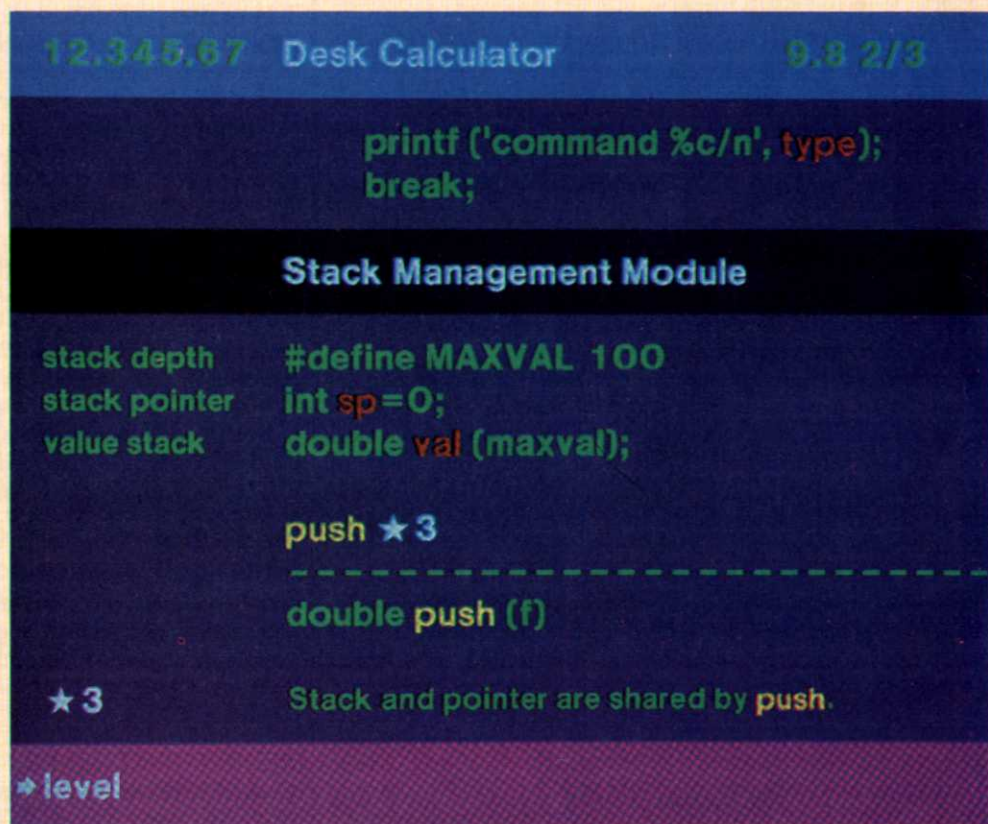 12.345.67 Desk Calculator 9.8 2/3
printf ('command %c/n', type);
break;
Stack Management Module
stack depth #define MAXVAL 100
stack pointer int sp=0;
value stack double val (maxval);
push ★ 3
double push (f)
★ 3 Stack and pointer are shared by push.
⇒ level